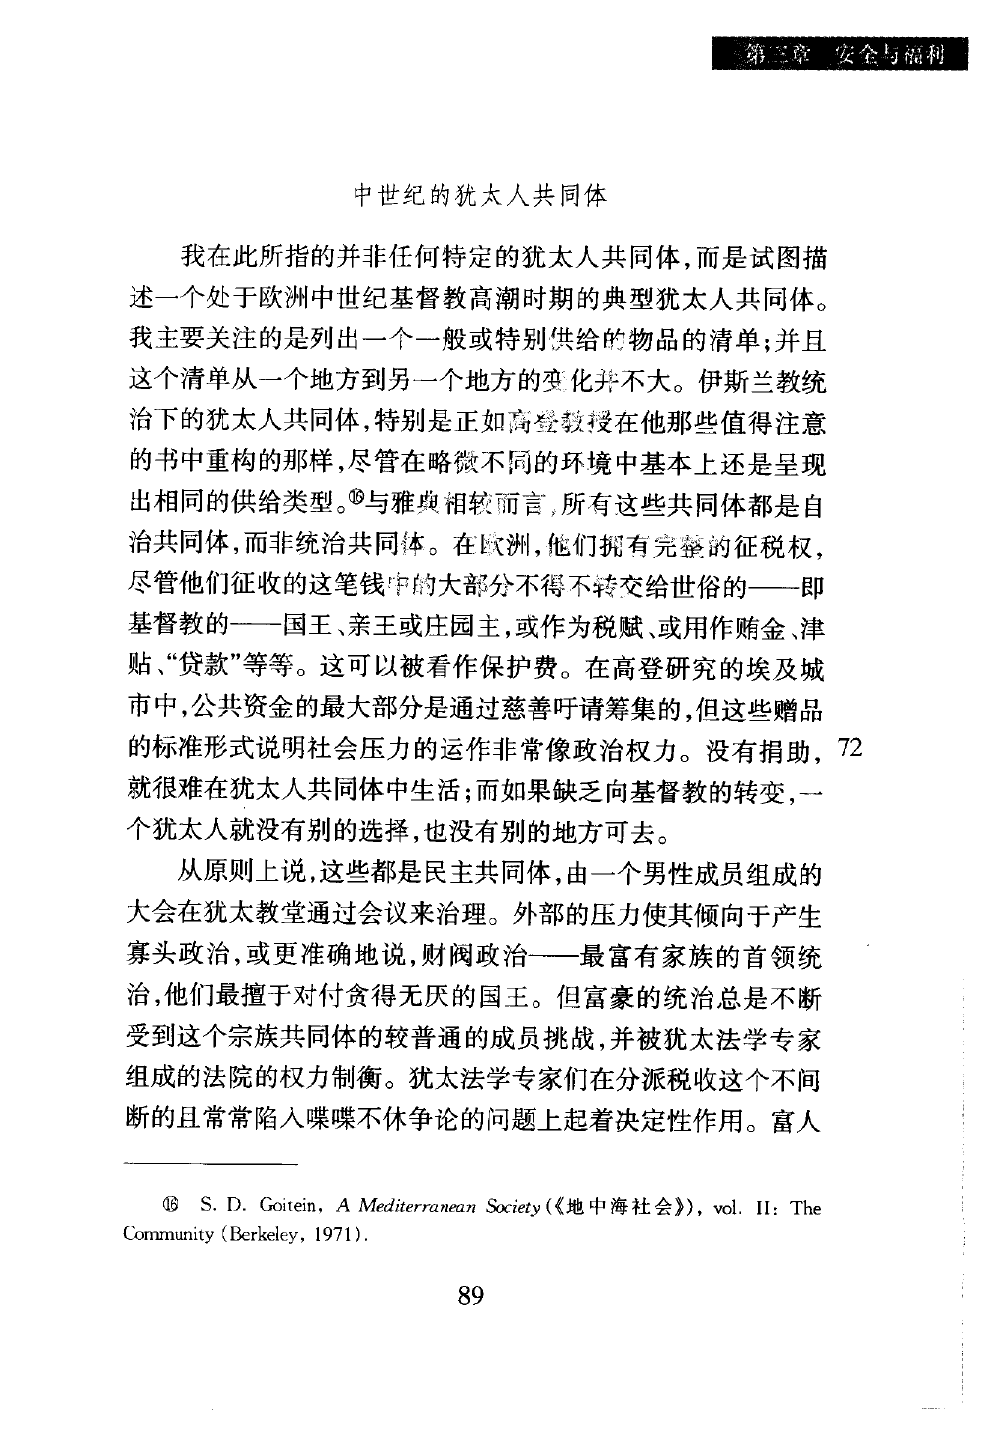 第三章 安全与福利
中世纪的犹太人共同体
我在此所指的并非任何特定的犹太人共同体,而是试图描
述一个处于欧洲中世纪基督教高潮时期的典型犹太人共同体。
我主要关注的是列出一个一般或特别供给的物品的清单;并且
这个清单从一个地方到另一个地方的变化并不大。伊斯兰教统
治下的犹太人共同体,特别是正如高登教授在他那些值得注意
的书中重构的那样,尽管在略微不同的环境中基本上还是呈现
出相同的供给类型。⑯与雅典相较而言,所有这些共同体都是自
治共同体,而非统治共同体。在欧洲,他们拥有完整的征税权,
尽管他们征收的这笔钱中的大部分不得不转交给世俗的——即
基督教的——国王、亲王或庄园主,或作为税赋、或用作贿金、津
贴、“贷款”等等。这可以被看作保护费。在高登研究的埃及城
市中,公共资金的最大部分是通过慈善吁请筹集的,但这些赠品
的标准形式说明社会压力的运作非常像政治权力。没有捐助, 72
就很难在犹太人共同体中生活;而如果缺乏向基督教的转变,一
个犹太人就没有别的选择,也没有别的地方可去。
从原则上说,这些都是民主共同体,由一个男性成员组成的
大会在犹太教堂通过会议来治理。外部的压力使其倾向于产生
寡头政治,或更准确地说,财阀政治——最富有家族的首领统
治,他们最擅于对付贪得无厌的国王。但富豪的统治总是不断
受到这个宗族共同体的较普通的成员挑战,并被犹太法学专家
组成的法院的权力制衡。犹太法学专家们在分派税收这个不间
断的且常常陷入喋喋不休争论的问题上起着决定性作用。富人
⑯ S. D. Goitein, A Mediterranean Society(《地中海社会》), vol. II: The
Community (Berkeley, 1971).
89